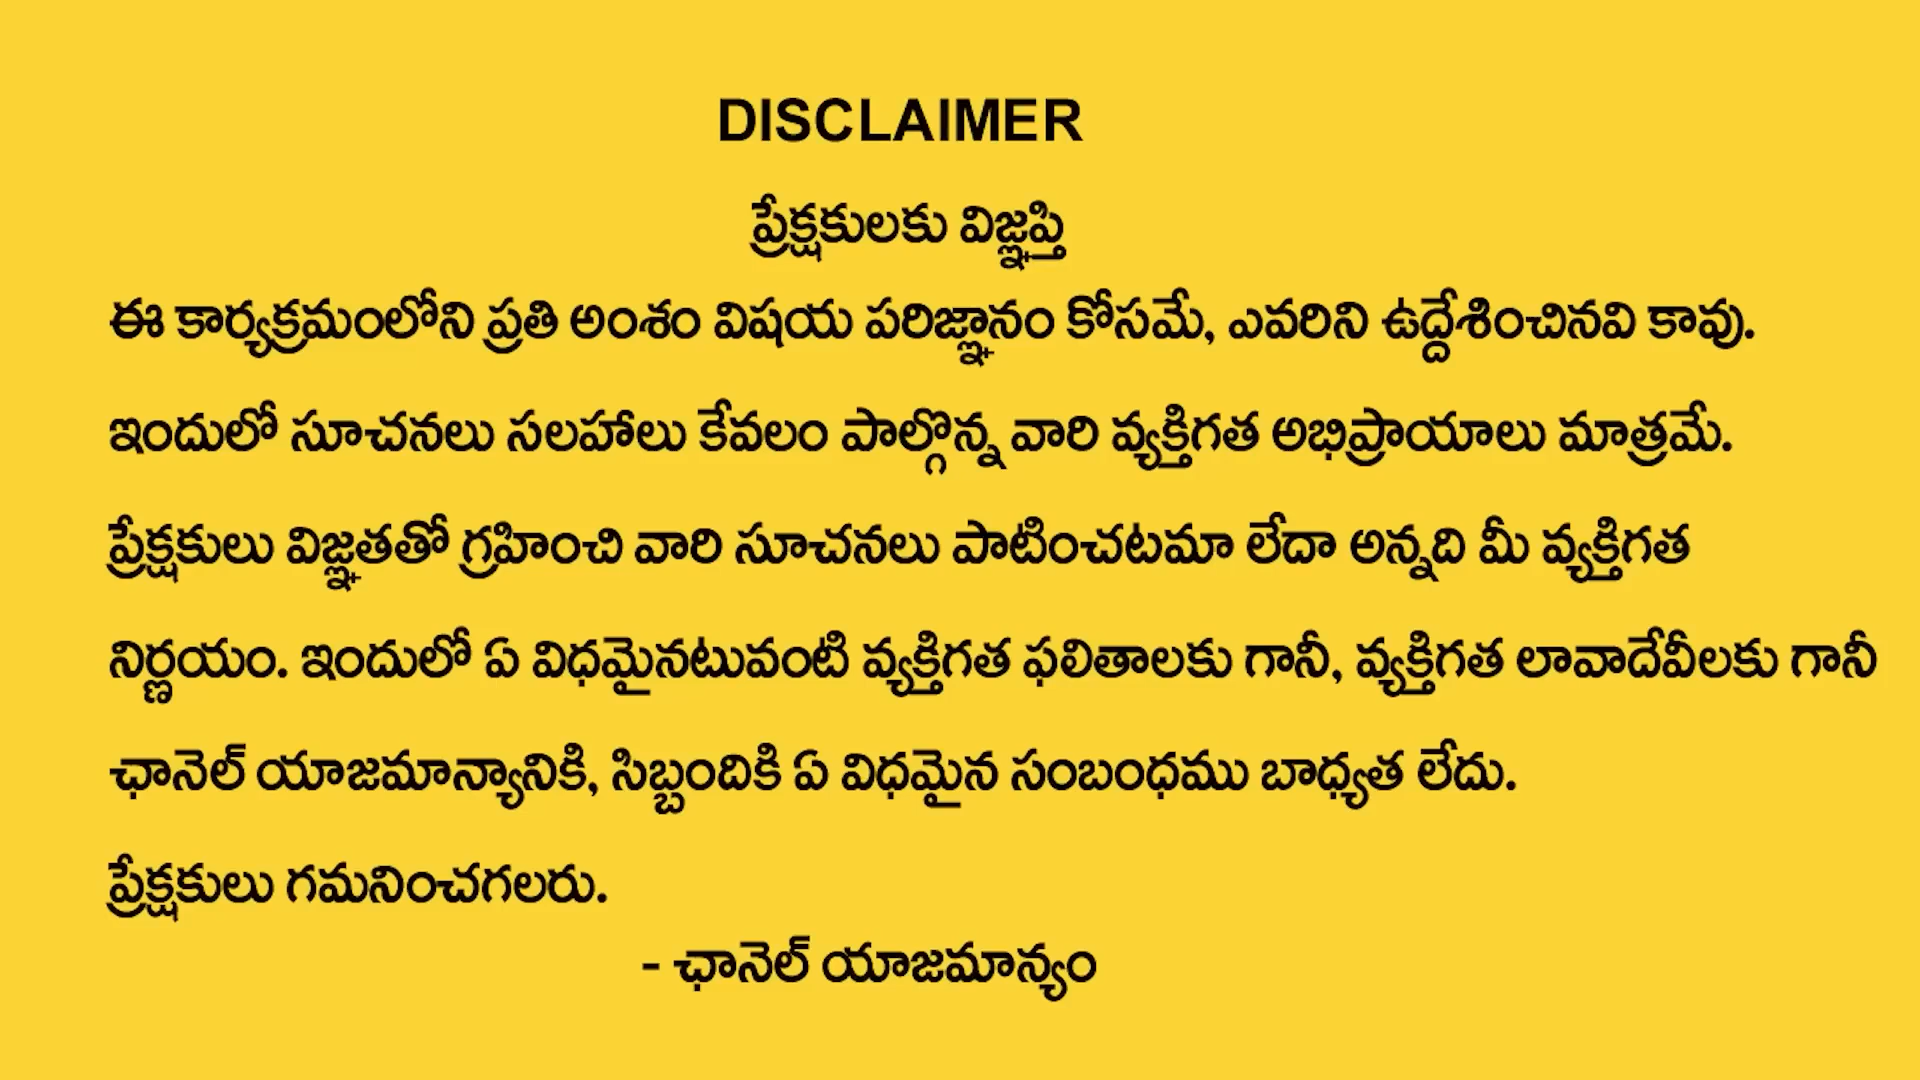 DISCLAIMER
ప్రేక్షకులకు విజ్ఞప్తి
ఈ కార్యక్రమంలోని ప్రతి అంశం విషయ పరిజ్ఞానం కోసమే, ఎవరిని ఉద్దేశించినవి కావు.
ఇందులో సూచనలు సలహాలు కేవలం పాల్గొన్న వారి వ్యక్తిగత అభిప్రాయాలు మాత్రమే.
ప్రేక్షకులు విజ్ఞతతో గ్రహించి వారి సూచనలు పాటించటమా లేదా అన్నది మీ వ్యక్తిగత
నిర్ణయం. ఇందులో ఏ విధమైనటువంటి వ్యక్తిగత ఫలితాలకు గానీ, వ్యక్తిగత లావాదేవీలకు గానీ
ఛానెల్ యాజమాన్యానికి, సిబ్బందికి ఏ విధమైన సంబంధము బాధ్యత లేదు.
ప్రేక్షకులు గమనించగలరు.
- ఛానెల్ యాజమాన్యం